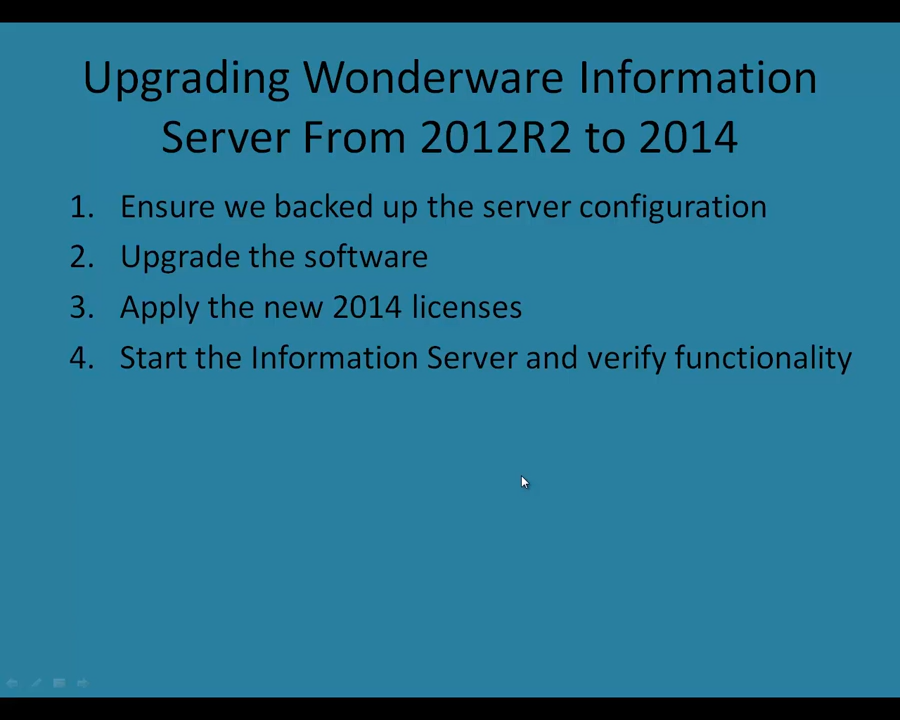 Upgrading Wonderware Information
Server From 2012R2 to 2014
1. Ensure we backed up the server configuration
2. Upgrade the software
3. Apply the new 2014 licenses
4. Start the Information Server and verify functionality